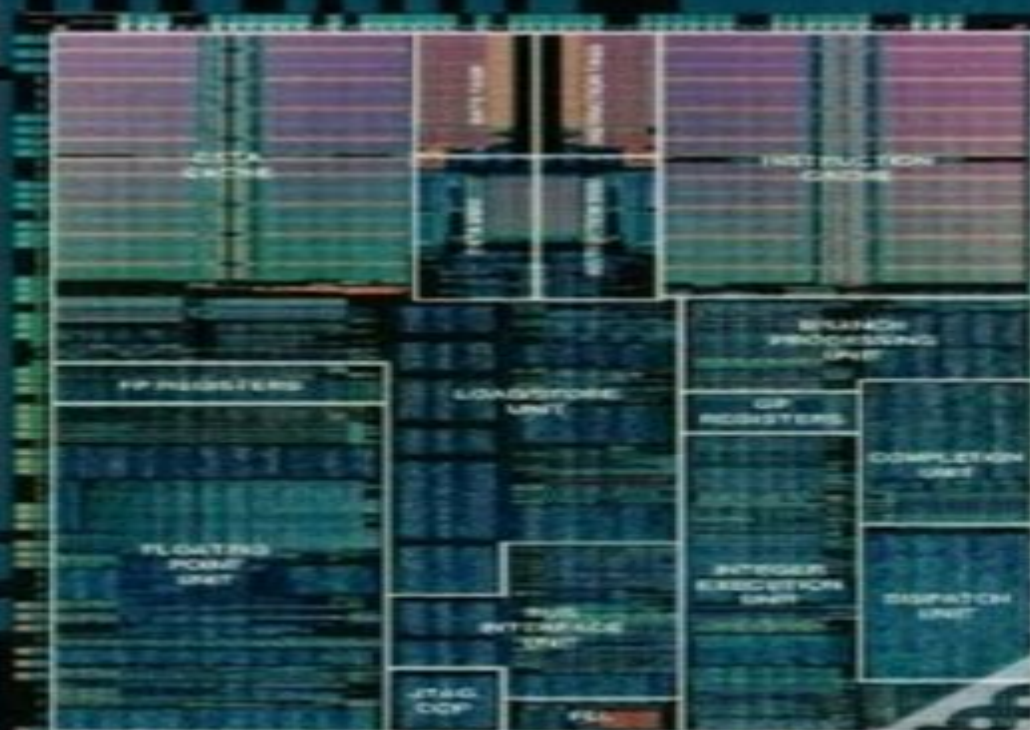 DATA
CACHE
INSTRUCTION
CACHE
BRANCH
PROCESSING
UNIT
FP REGISTERS
LOAD/STORE
UNIT
GP
REGISTERS
COMPLETION
UNIT
FLOATING
POINT
UNIT
INTEGER
EXECUTION
UNIT
DISPATCH
UNIT
BUS
INTERFACE
UNIT
JTAG
COP